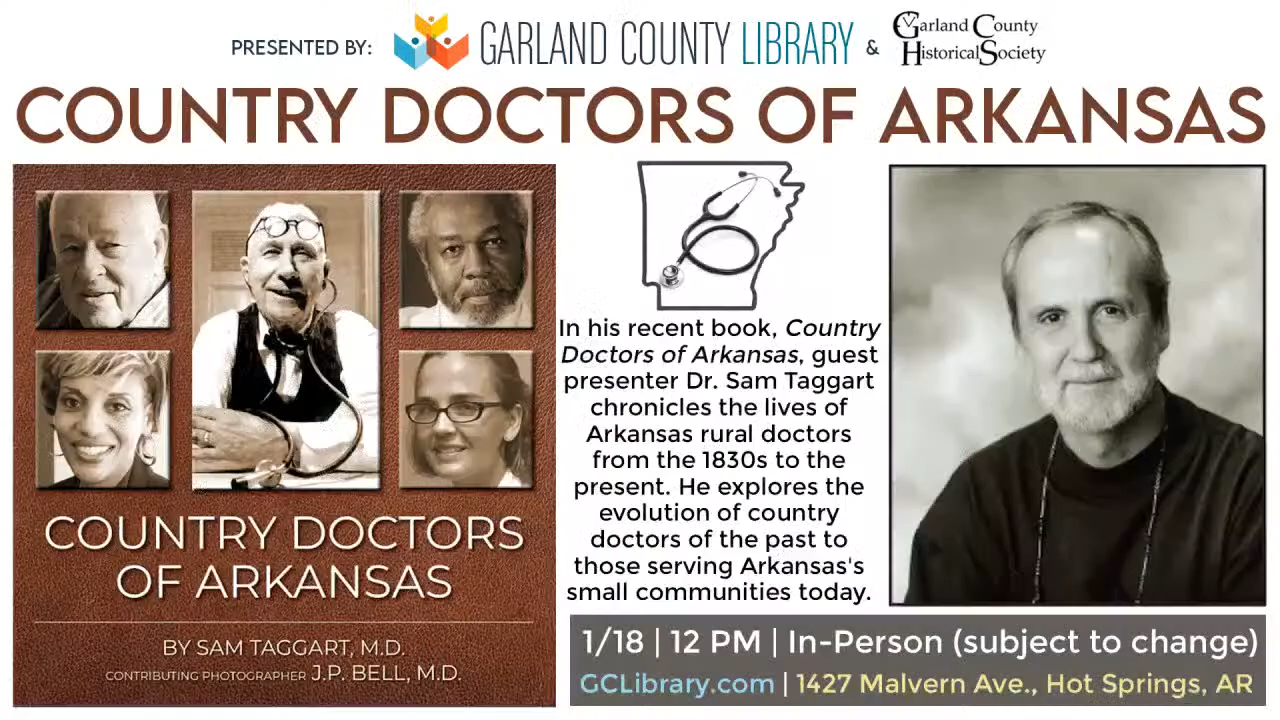 PRESENTED BY: GARLAND COUNTY LIBRARY & Garland County Historical Society
COUNTRY DOCTORS OF ARKANSAS
COUNTRY DOCTORS
OF ARKANSAS
BY SAM TAGGART, M.D.
CONTRIBUTING PHOTOGRAPHER J.P. BELL, M.D.
In his recent book, Country
Doctors of Arkansas, guest
presenter Dr. Sam Taggart
chronicles the lives of
Arkansas rural doctors
from the 1830s to the
present. He explores the
evolution of country
doctors of the past to
those serving Arkansas's
small communities today.
1/18 | 12 PM | In-Person (subject to change)
GCLibrary.com | 1427 Malvern Ave., Hot Springs, AR